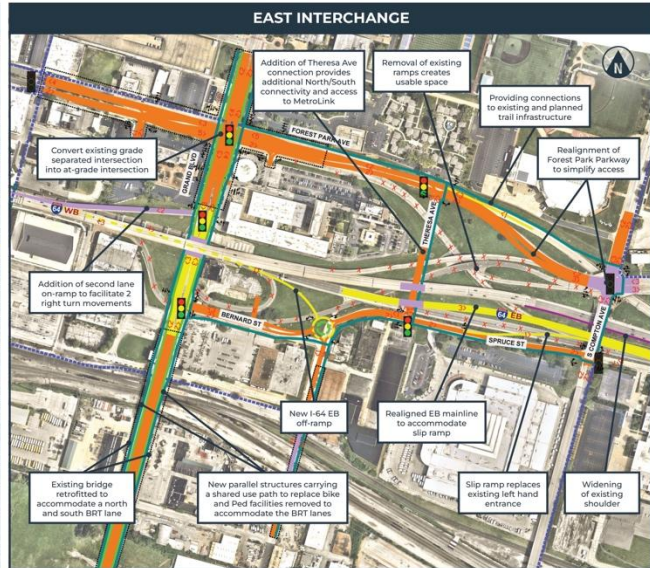 EAST INTERCHANGE
N
Addition of Theresa Ave
connection provides
additional North/South
connectivity and access
to MetroLink
Removal of existing
ramps creates
usable space
Providing connections
to existing and planned
trail infrastructure
Convert existing grade
separated intersection
into at-grade intersection
FOREST PARK AVE
Realignment of
Forest Park Parkway
to simplify access
GRAND BLVD
64 WB
THERESA AVE
Addition of second lane
on-ramp to facilitate 2
right turn movements
BERNARD ST
64 EB
SPRUCE ST
S COMPTON AVE
New I-64 EB
off-ramp
Realigned EB mainline
to accommodate
slip ramp
Existing bridge
retrofitted to
accommodate a north
and south BRT lane
New parallel structures carrying
a shared use path to replace bike
and Ped facilities removed to
accommodate the BRT lanes
Slip ramp replaces
existing left hand
entrance
Widening
of existing
shoulder